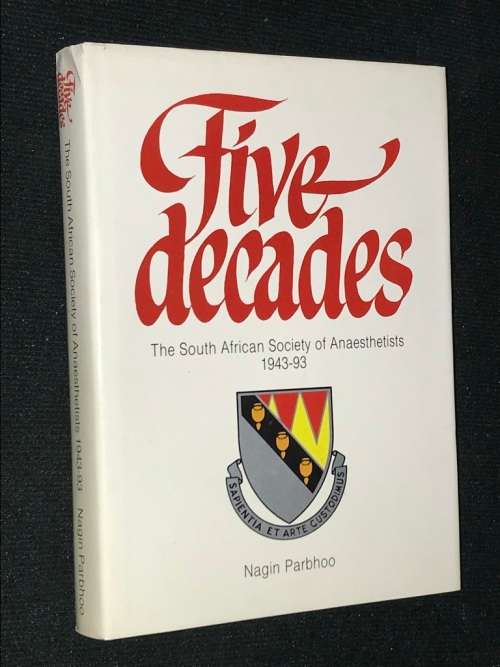 Five decades
The South African Society of Anaesthetists 1943-93
Nagin Parbhoo
Five
decades
The South African Society of Anaesthetists
1943-93
SAPIENTIA ET ARTE CUSTODIMUS
Nagin Parbhoo